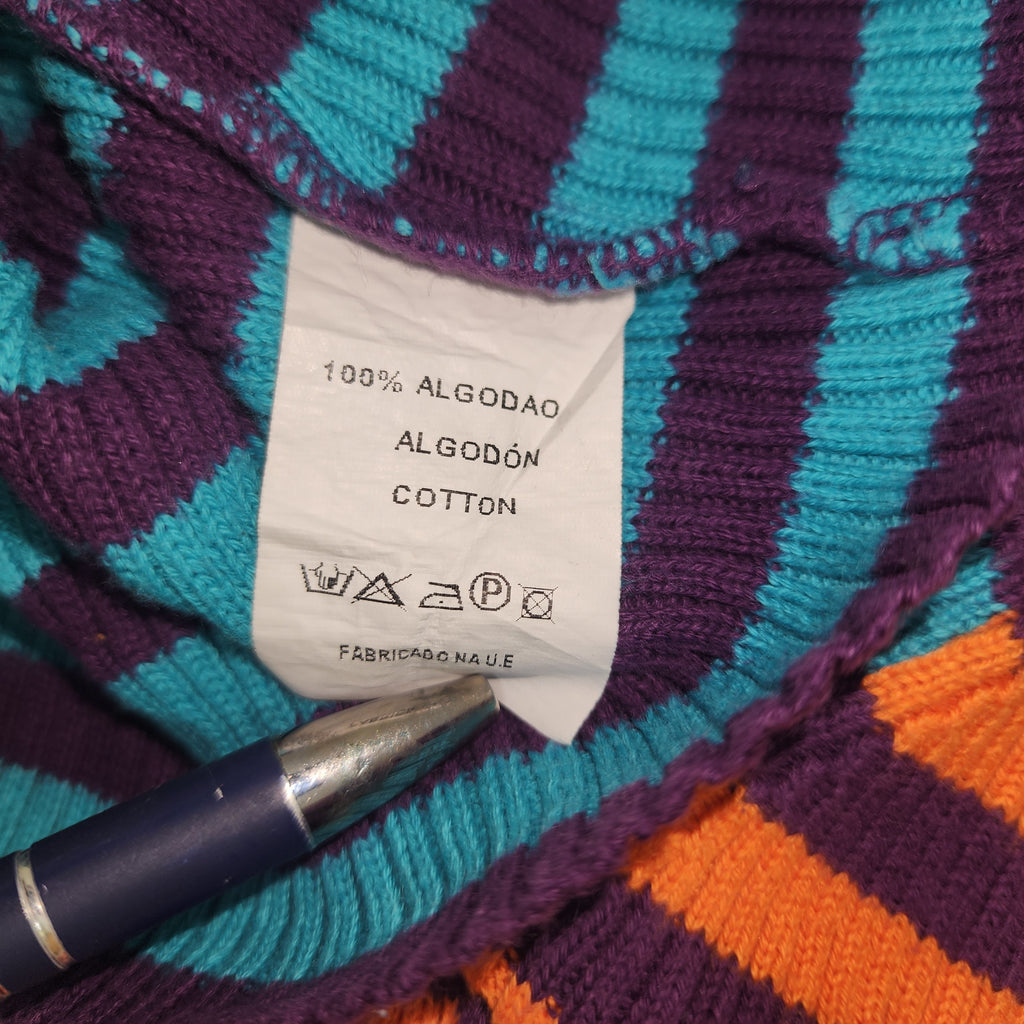 100% ALGODAO
ALGODÓN
COTTON
P
FABRICADO NA U.E